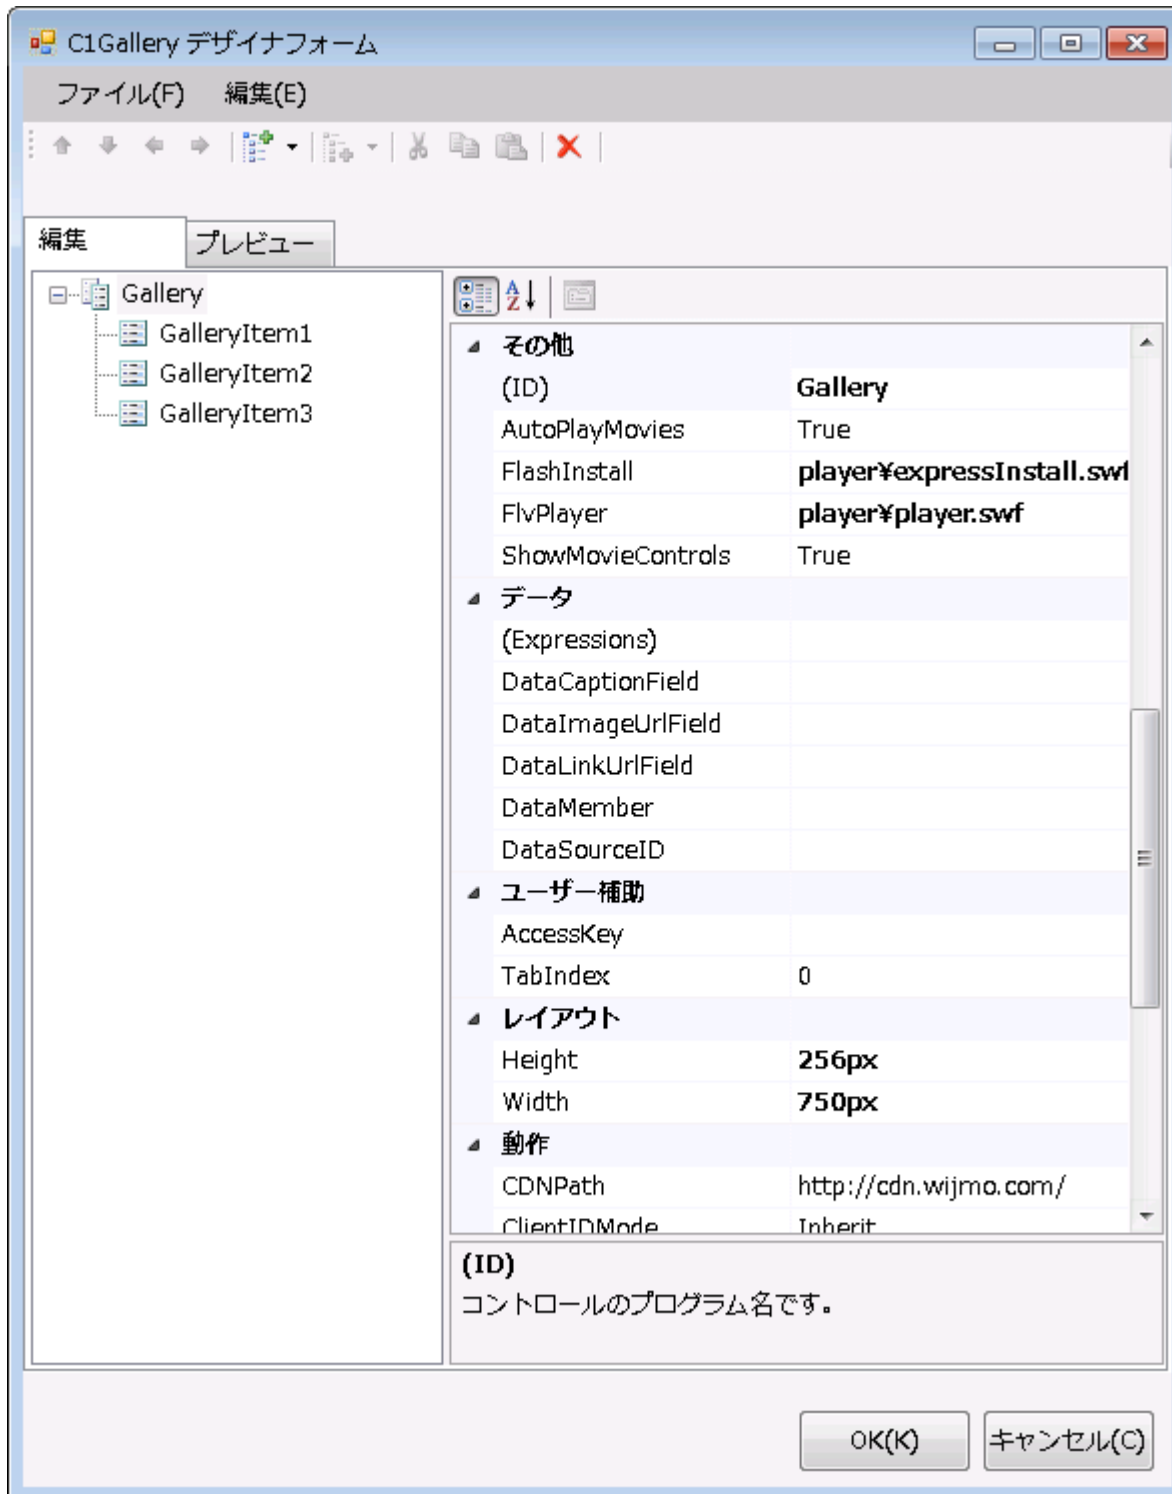 C1Gallery デザイナフォーム
ファイル(F) 編集(E)
編集 プレビュー
Gallery
GalleryItem1
GalleryItem2
GalleryItem3
その他
(ID) Gallery
AutoPlayMovies True
FlashInstall player¥expressInstall.swf
FlvPlayer player¥player.swf
ShowMovieControls True
データ
(Expressions)
DataCaptionField
DataImageUrlField
DataLinkUrlField
DataMember
DataSourceID
ユーザー補助
AccessKey
TabIndex 0
レイアウト
Height 256px
Width 750px
動作
CDNPath http://cdn.wijmo.com/
ClientIDMode Inherit
(ID)
コントロールのプログラム名です。
OK(K) キャンセル(C)